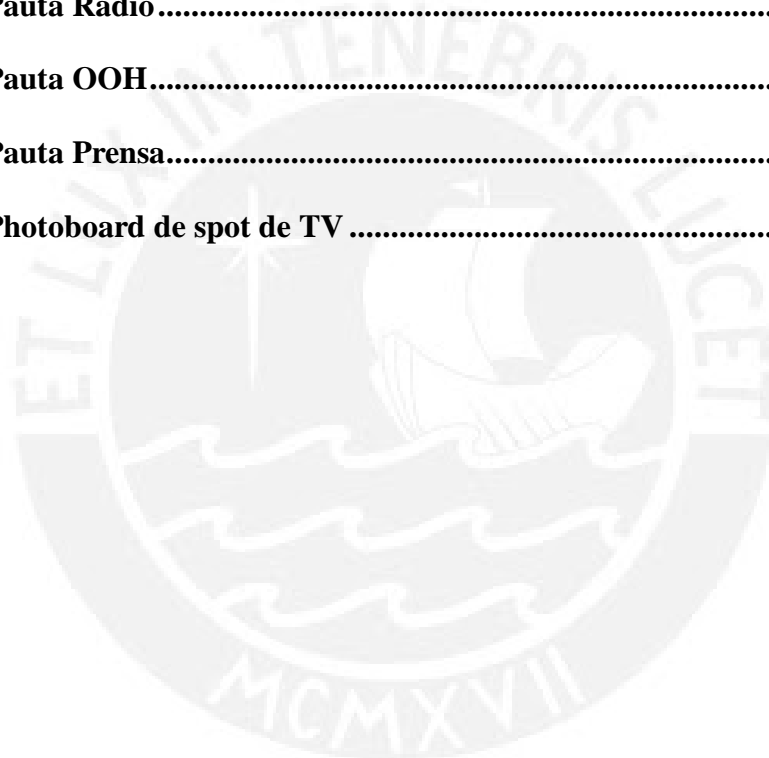 Pauta Radio...............................................................................
Pauta OOH................................................................................
Pauta Prensa..............................................................................
Photoboard de spot de TV ......................................................
ET LUX IN TENEBRIS LUCET
MCMXVII